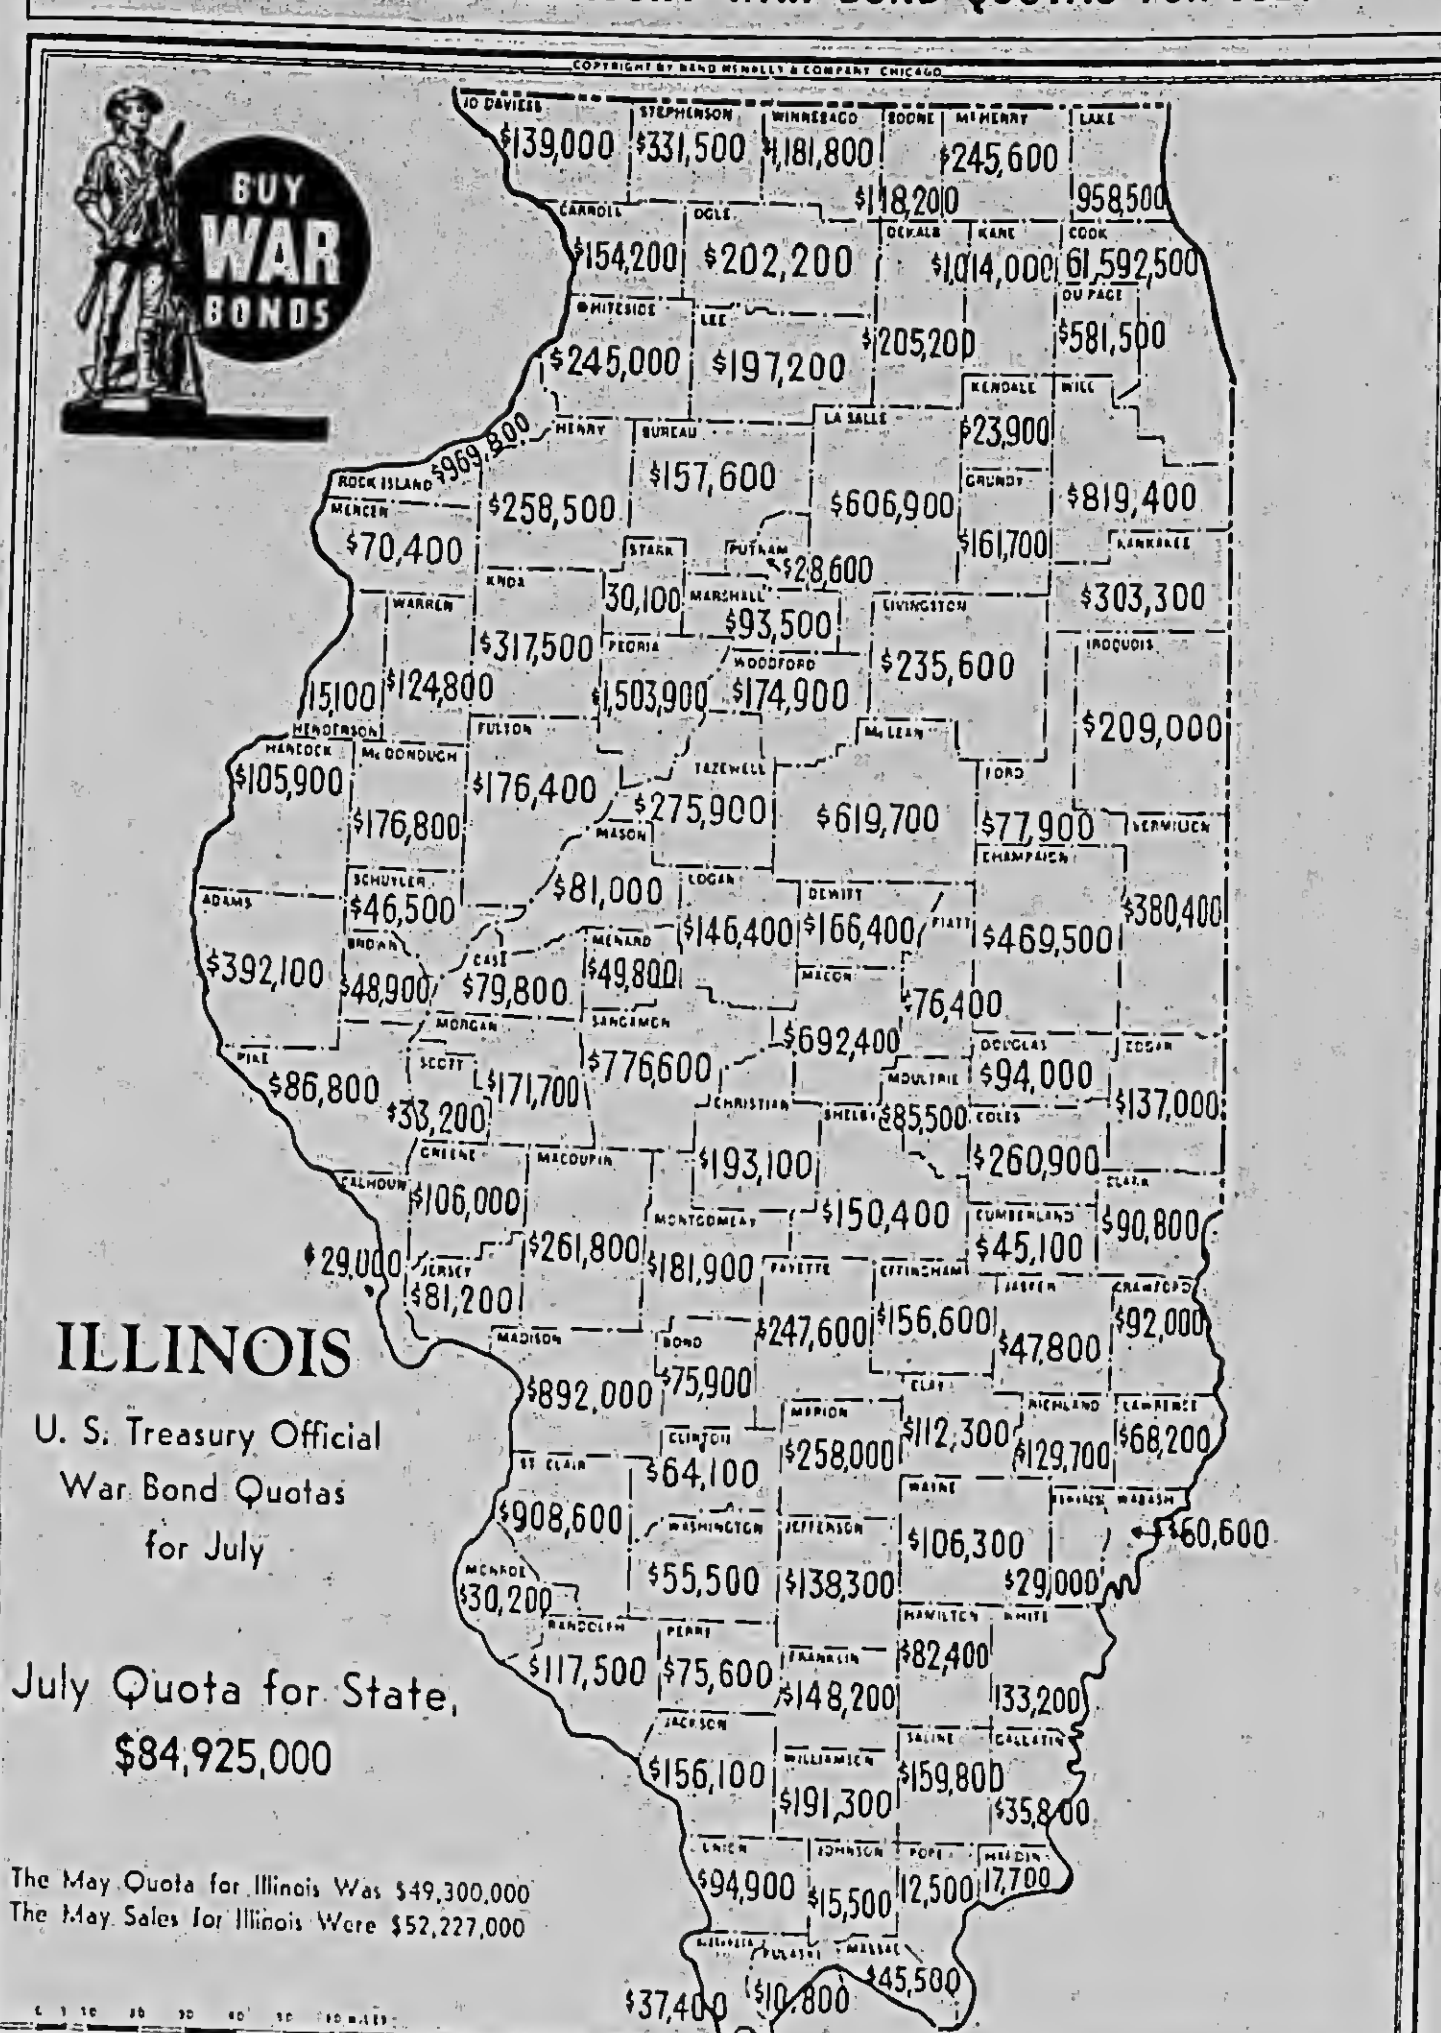 WAR BOND QUOTAS FOR JULY
COPYRIGHT BY RAND MCNALLY & COMPANY CHICAGO
BUY
WAR
BONDS
JO DAVIESS
$139,000
STEPHENSON
$331,500
WINNEBAGO
$1,181,800
BOONE
$118,200
McHENRY
$245,600
LAKE
958,500
CARROLL
$154,200
OGLE
$202,200
DEKALB
$205,200
KANE
$1,014,000
COOK
61,592,500
DU PAGE
$581,500
WHITESIDE
$245,000
LEE
$197,200
KENDALL
$23,900
WILL
$819,400
ROCK ISLAND
$969,800
HENRY
$258,500
BUREAU
$157,600
LA SALLE
$606,900
GRUNDY
$161,700
MERCER
$70,400
STARK
30,100
PUTNAM
$28,600
KANKAKEE
$303,300
KNOX
$317,500
MARSHALL
$93,500
LIVINGSTON
$235,600
IROQUOIS
$209,000
WARREN
$124,800
15,100
HENDERSON
PEORIA
$1,503,900
WOODFORD
$174,900
HANCOCK
$105,900
McDONOUGH
$176,800
FULTON
$176,400
TAZEWELL
$275,900
McLEAN
$619,700
FORD
$77,900
VERMILION
$380,400
MASON
$81,000
CHAMPAIGN
$469,500
ADAMS
$392,100
SCHUYLER
$46,500
LOGAN
$146,400
DEWITT
$166,400
PIATT
$76,400
BROWN
$48,900
CASS
$79,800
MENARD
$49,800
MACON
$692,400
PIKE
$86,800
MORGAN
$171,700
SCOTT
$33,200
SANGAMON
$776,600
DOUGLAS
$94,000
EDGAR
$137,000
MOULTRIE
$85,500
CHRISTIAN
$193,100
SHELBY
$150,400
COLES
$260,900
CALHOUN
$29,000
GREENE
$106,000
MACOUPIN
$261,800
MONTGOMERY
$181,900
CUMBERLAND
$45,100
CLARK
$90,800
JERSEY
$81,200
FAYETTE
$247,600
EFFINGHAM
$156,600
JASPER
$47,800
CRAWFORD
$92,000
MADISON
$892,000
BOND
$75,900
CLAY
$112,300
RICHLAND
$129,700
LAWRENCE
$68,200
ILLINOIS
U. S. Treasury Official
War Bond Quotas
for July
CLINTON
$64,100
MARION
$258,000
ST. CLAIR
$908,600
WASHINGTON
$55,500
JEFFERSON
$138,300
WAYNE
$106,300
$29,000
WABASH
$60,600
MONROE
$30,200
RANDOLPH
$117,500
PERRY
$75,600
FRANKLIN
$148,200
HAMILTON
$82,400
WHITE
133,200
July Quota for State,
$84,925,000
JACKSON
$156,100
WILLIAMSON
$191,300
SALINE
$159,800
GALLATIN
$35,800
UNION
$94,900
JOHNSON
$15,500
POPE
12,500
HARDIN
17,700
The May Quota for Illinois Was $49,300,000
The May Sales for Illinois Were $52,227,000
$37,400
PULASKI
$10,800
MASSAC
$45,500